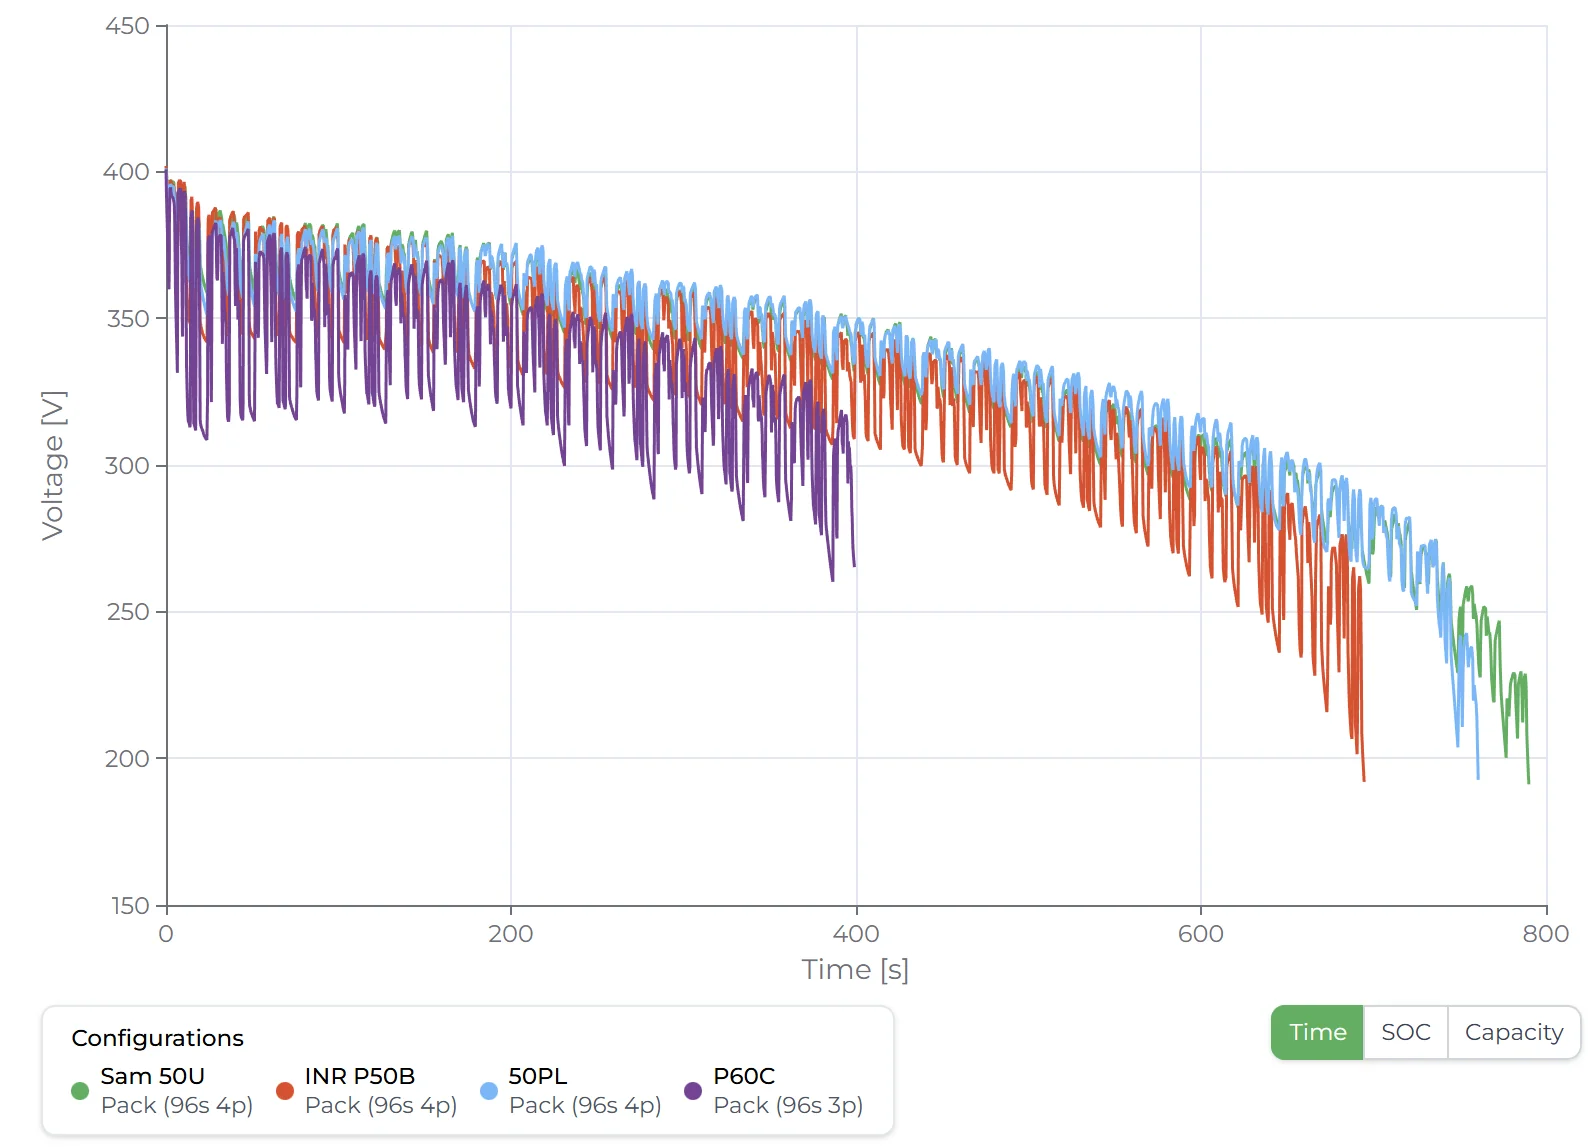 450
400
350
300
250
200
150
Voltage [V]
0 200 400 600 800
Time [s]
Configurations
Sam 50U INR P50B 50PL P60C
Pack (96s 4p) Pack (96s 4p) Pack (96s 4p) Pack (96s 3p)
Time SOC Capacity